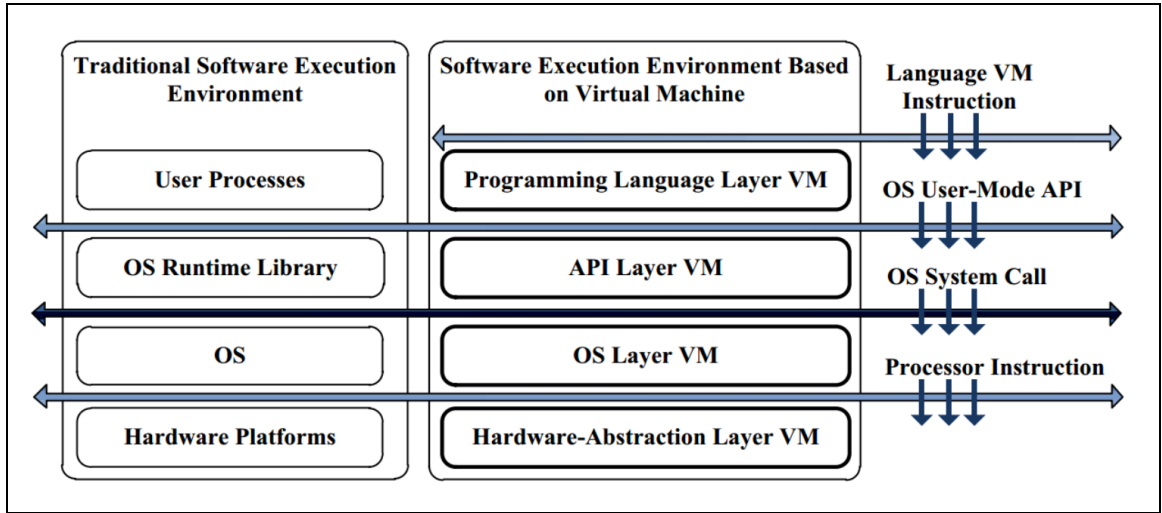 Traditional Software Execution
Environment
User Processes
OS Runtime Library
OS
Hardware Platforms
Software Execution Environment Based
on Virtual Machine
Programming Language Layer VM
API Layer VM
OS Layer VM
Hardware-Abstraction Layer VM
Language VM
Instruction
OS User-Mode API
OS System Call
Processor Instruction